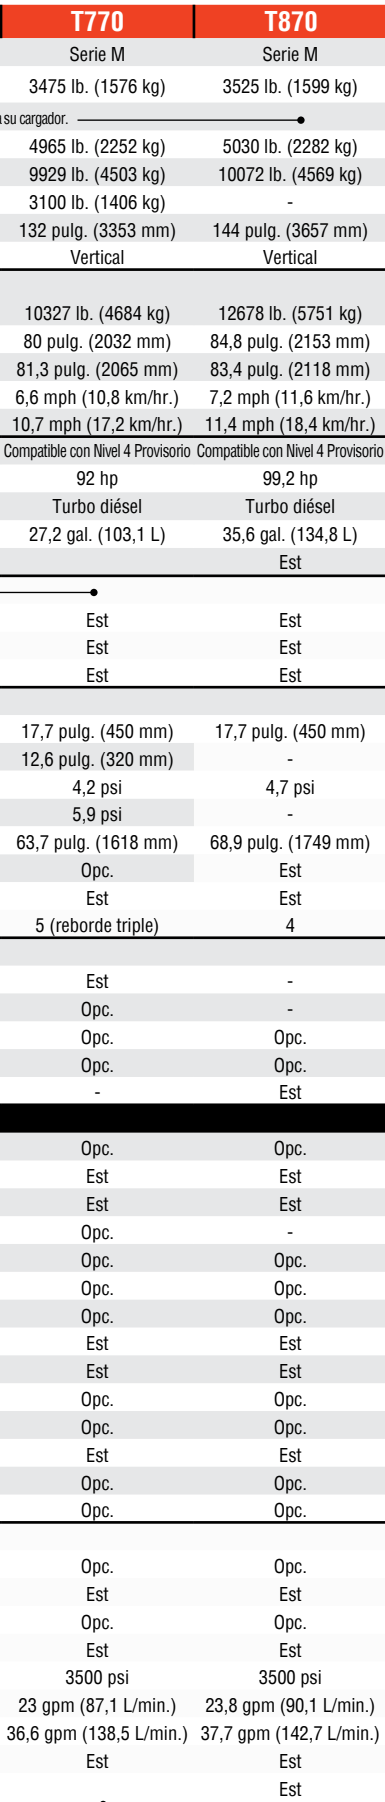 T770 T870
Serie M Serie M
3475 lb. (1576 kg) 3525 lb. (1599 kg)
su cargador.
4965 lb. (2252 kg) 5030 lb. (2282 kg)
9929 lb. (4503 kg) 10072 lb. (4569 kg)
3100 lb. (1406 kg) -
132 pulg. (3353 mm) 144 pulg. (3657 mm)
Vertical Vertical
10327 lb. (4684 kg) 12678 lb. (5751 kg)
80 pulg. (2032 mm) 84,8 pulg. (2153 mm)
81,3 pulg. (2065 mm) 83,4 pulg. (2118 mm)
6,6 mph (10,8 km/hr.) 7,2 mph (11,6 km/hr.)
10,7 mph (17,2 km/hr.) 11,4 mph (18,4 km/hr.)
Compatible con Nivel 4 Provisorio Compatible con Nivel 4 Provisorio
92 hp 99,2 hp
Turbo diésel Turbo diésel
27,2 gal. (103,1 L) 35,6 gal. (134,8 L)
Est
Est Est
Est Est
Est Est
17,7 pulg. (450 mm) 17,7 pulg. (450 mm)
12,6 pulg. (320 mm) -
4,2 psi 4,7 psi
5,9 psi -
63,7 pulg. (1618 mm) 68,9 pulg. (1749 mm)
Opc. Est
Est Est
5 (reborde triple) 4
Est -
Opc. -
Opc. Opc.
Opc. Opc.
- Est
Opc. Opc.
Est Est
Est Est
Opc. -
Opc. Opc.
Opc. Opc.
Opc. Opc.
Est Est
Est Est
Opc. Opc.
Opc. Opc.
Est Est
Opc. Opc.
Opc. Opc.
Opc. Opc.
Est Est
Opc. Opc.
Est Est
3500 psi 3500 psi
23 gpm (87,1 L/min.) 23,8 gpm (90,1 L/min.)
36,6 gpm (138,5 L/min.) 37,7 gpm (142,7 L/min.)
Est Est
Est